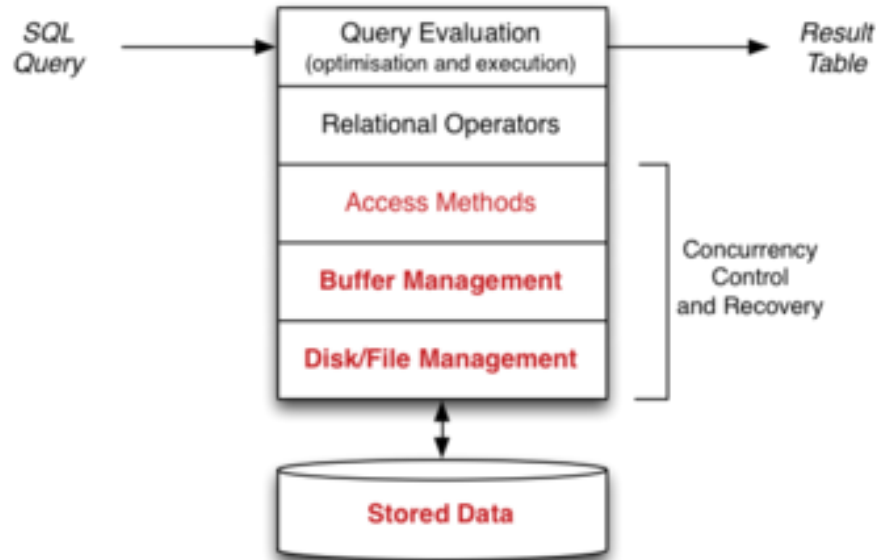 SQL
Query
Query Evaluation
(optimisation and execution)
Result
Table
Relational Operators
Access Methods
Buffer Management
Disk/File Management
Concurrency
Control
and Recovery
Stored Data